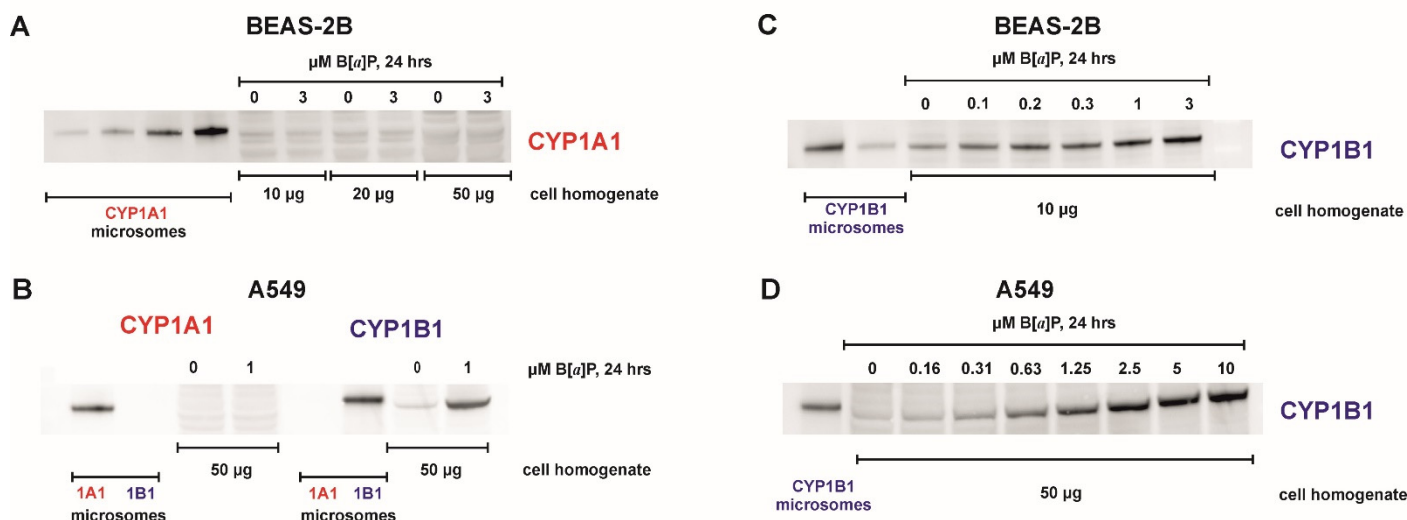 A
BEAS-2B
µM B[a]P, 24 hrs
0 3 0 3 0 3
CYP1A1
10 µg 20 µg 50 µg cell homogenate
CYP1A1
microsomes
B
A549
CYP1A1 CYP1B1
0 1 0 1 µM B[a]P, 24 hrs
50 µg 50 µg cell homogenate
1A1 1B1 1A1 1B1
microsomes microsomes
C
BEAS-2B
µM B[a]P, 24 hrs
0 0.1 0.2 0.3 1 3
CYP1B1
CYP1B1
microsomes
10 µg cell homogenate
D
A549
µM B[a]P, 24 hrs
0 0.16 0.31 0.63 1.25 2.5 5 10
CYP1B1
CYP1B1
microsomes
50 µg cell homogenate